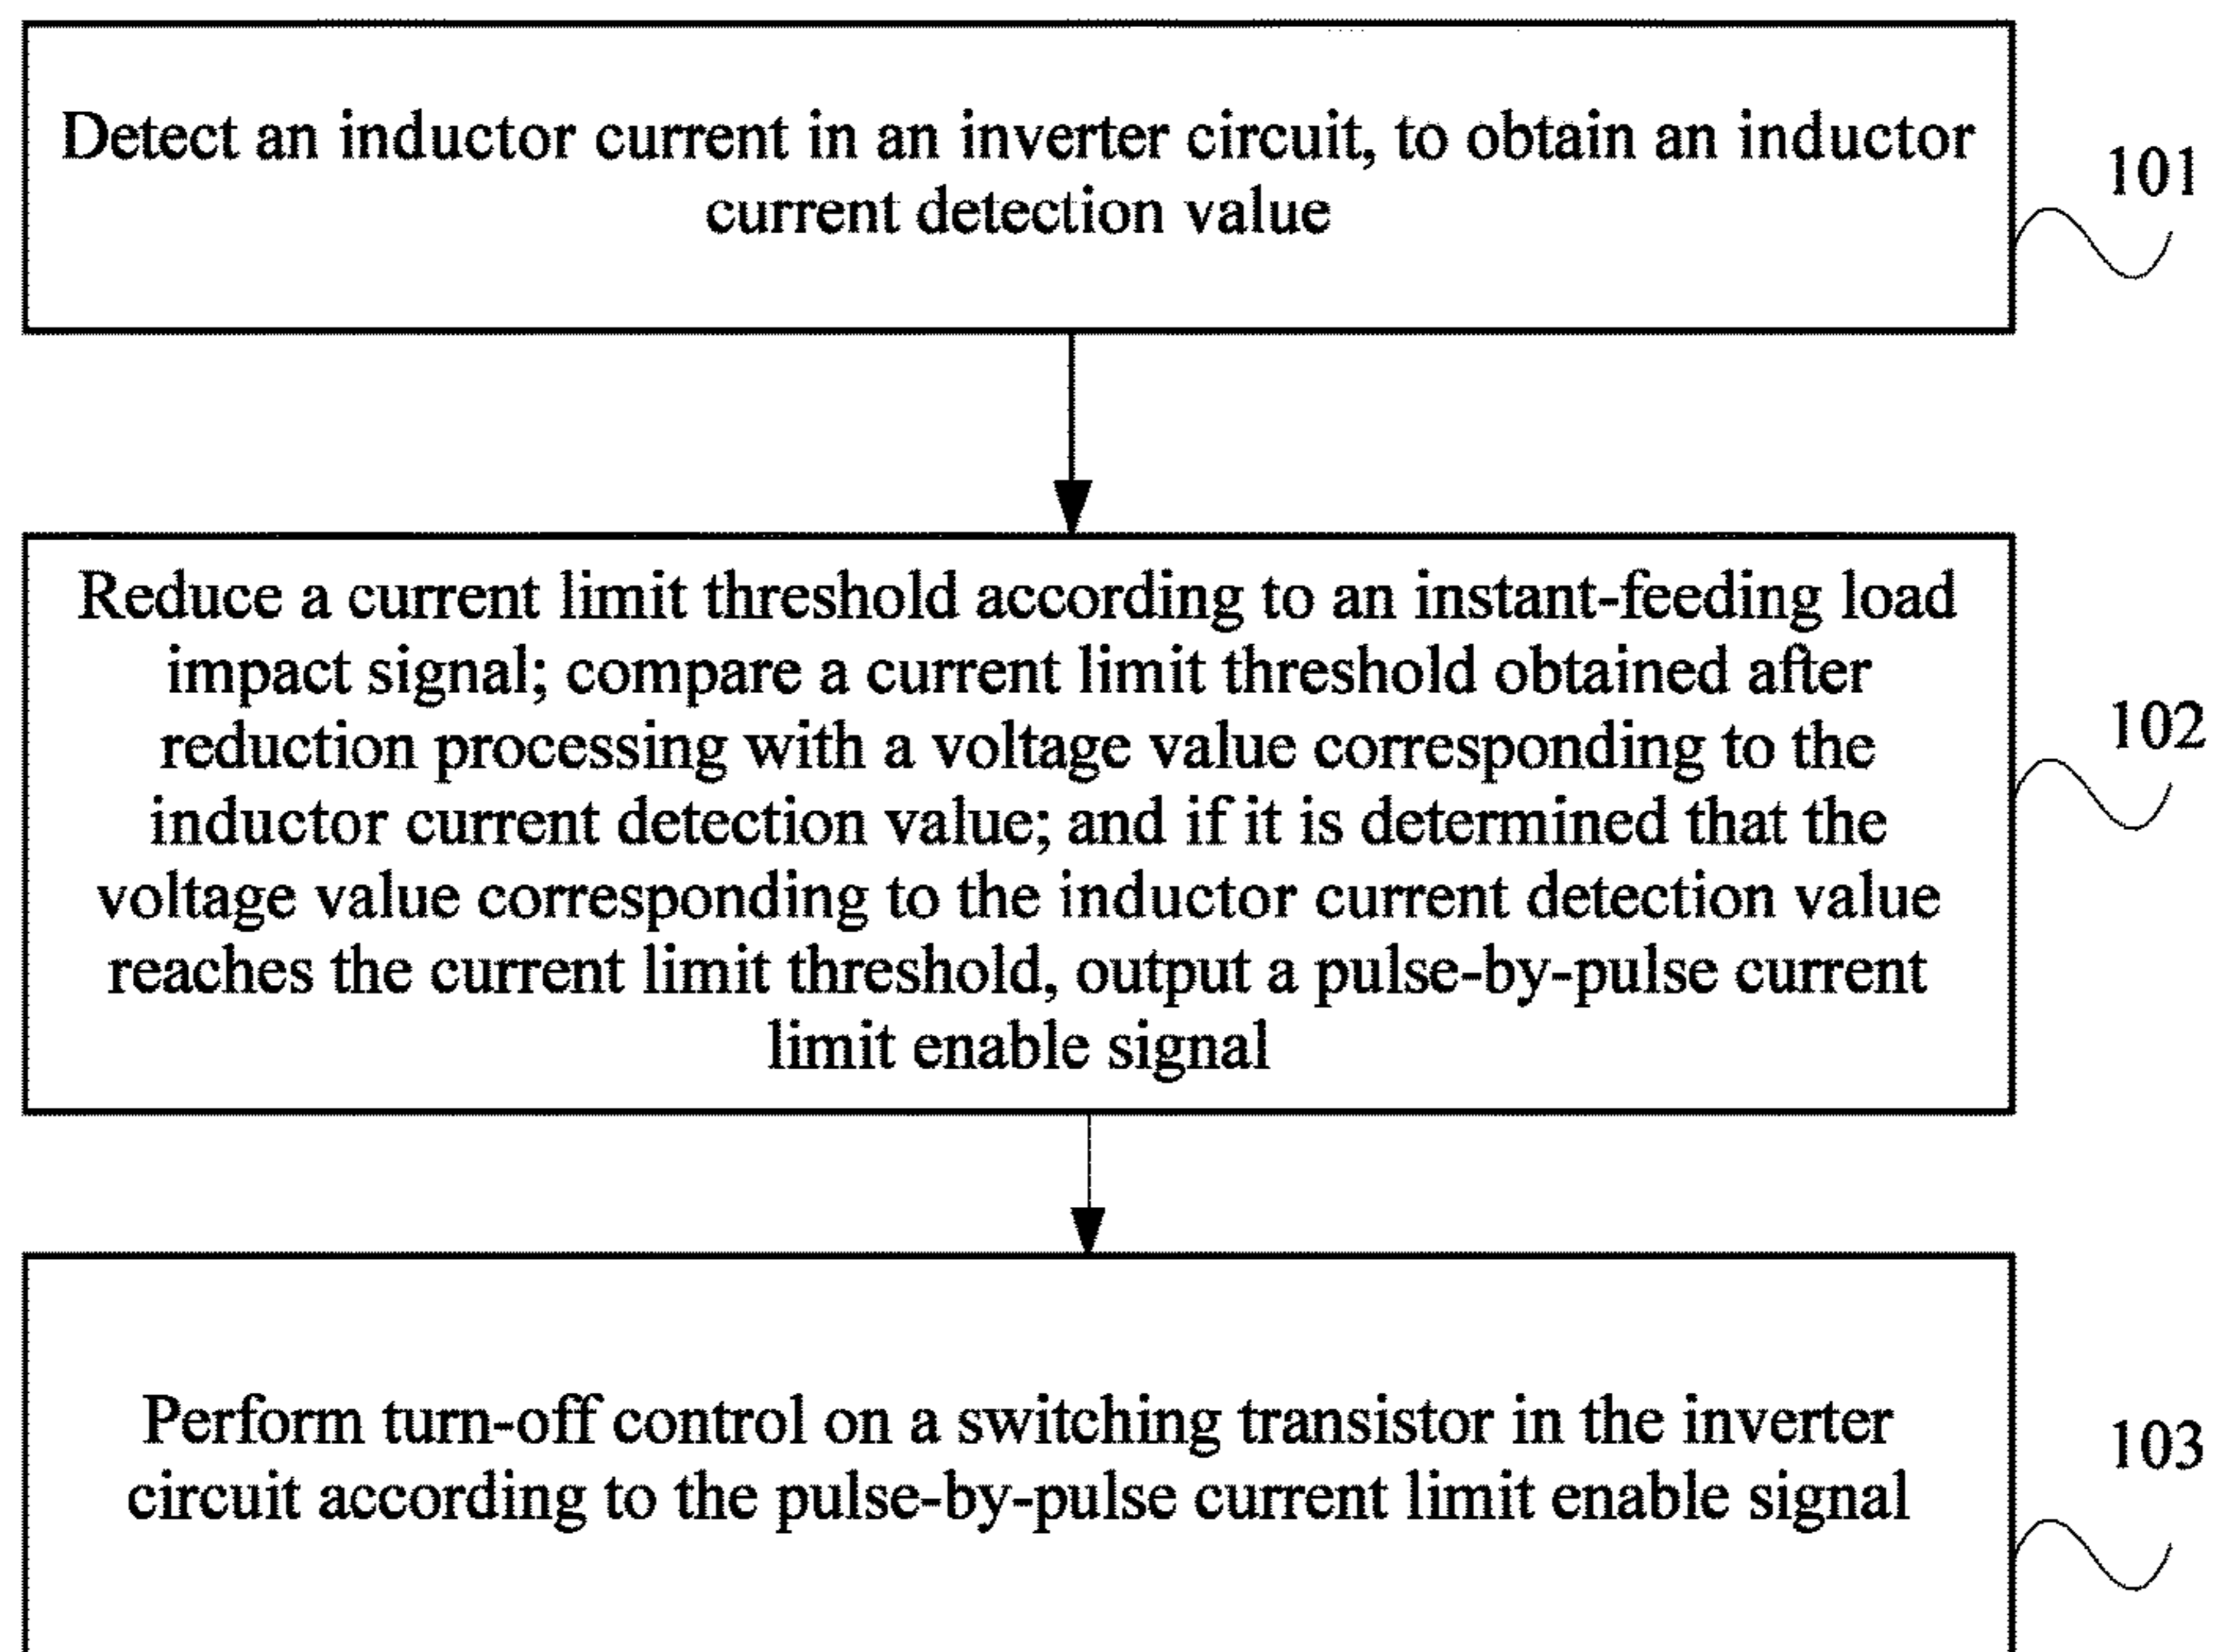 Detect an inductor current in an inverter circuit, to obtain an inductor
current detection value
101
Reduce a current limit threshold according to an instant-feeding load
impact signal; compare a current limit threshold obtained after
reduction processing with a voltage value corresponding to the
inductor current detection value; and if it is determined that the
voltage value corresponding to the inductor current detection value
reaches the current limit threshold, output a pulse-by-pulse current
limit enable signal
102
Perform turn-off control on a switching transistor in the inverter
circuit according to the pulse-by-pulse current limit enable signal
103